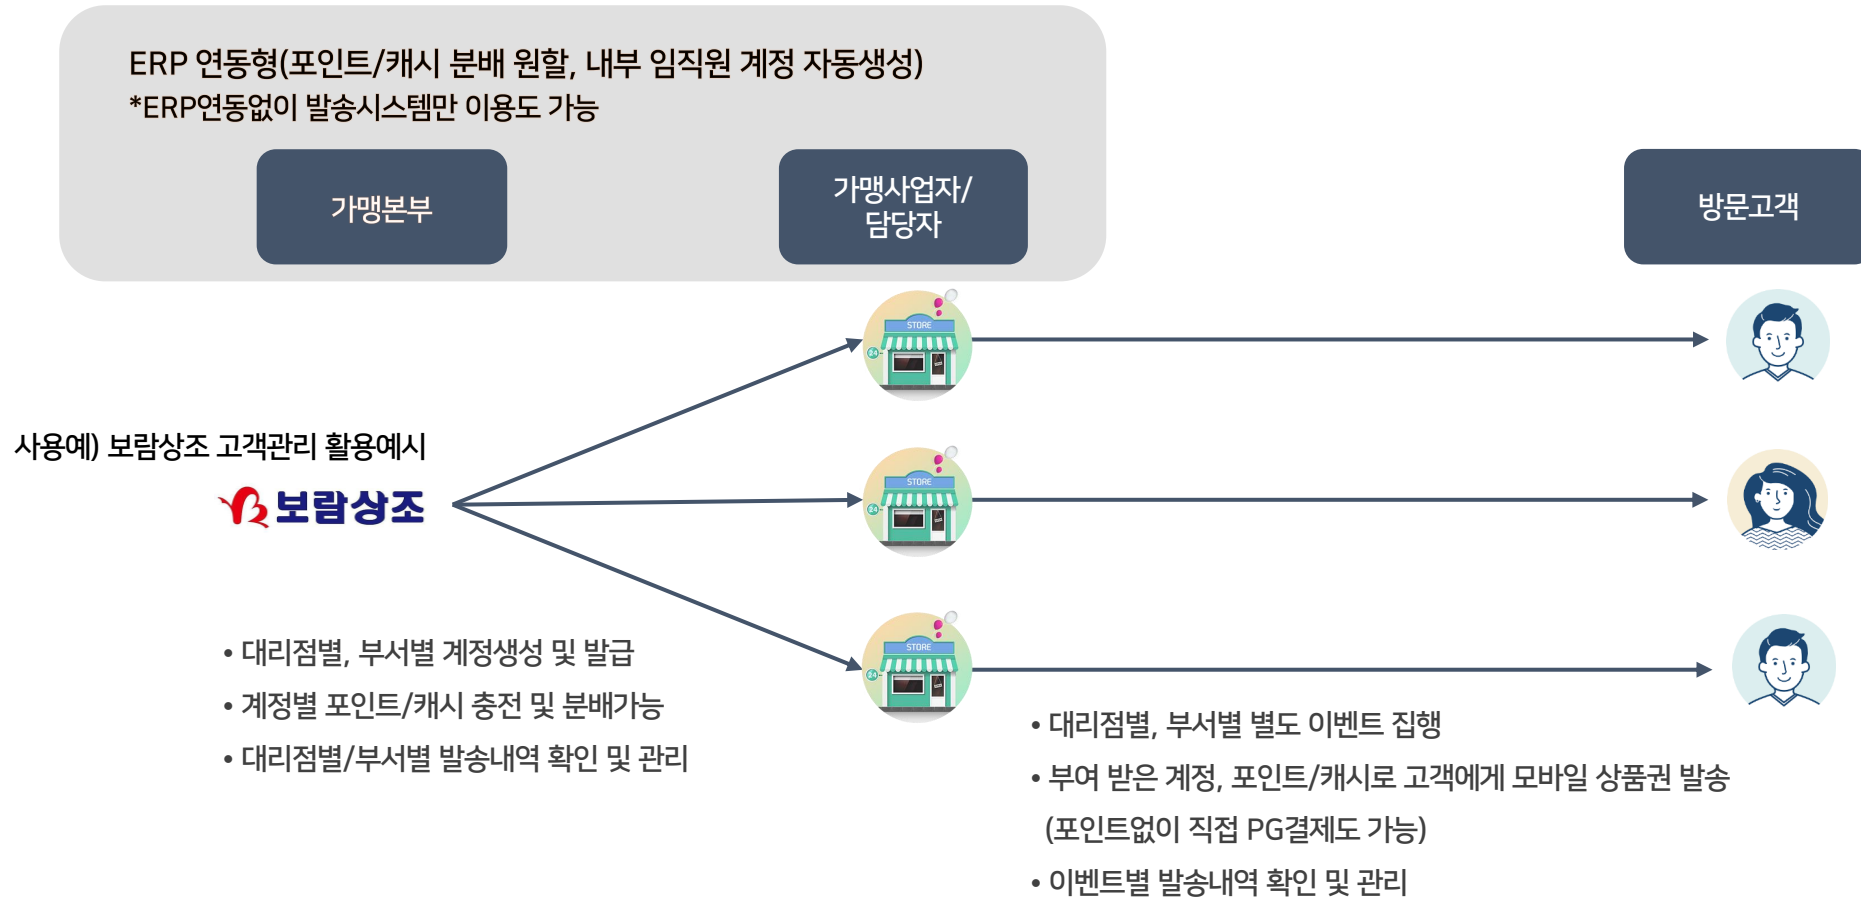 ERP 연동형(포인트/캐시 분배 원할, 내부 임직원 계정 자동생성)
*ERP연동없이 발송시스템만 이용도 가능
가맹본부
가맹사업자/
담당자
방문고객
STORE
24
사용예) 보람상조 고객관리 활용예시
보람상조
STORE
24
STORE
24
• 대리점별, 부서별 계정생성 및 발급
• 계정별 포인트/캐시 충전 및 분배가능
• 대리점별/부서별 발송내역 확인 및 관리
• 대리점별, 부서별 별도 이벤트 집행
• 부여 받은 계정, 포인트/캐시로 고객에게 모바일 상품권 발송
(포인트없이 직접 PG결제도 가능)
• 이벤트별 발송내역 확인 및 관리